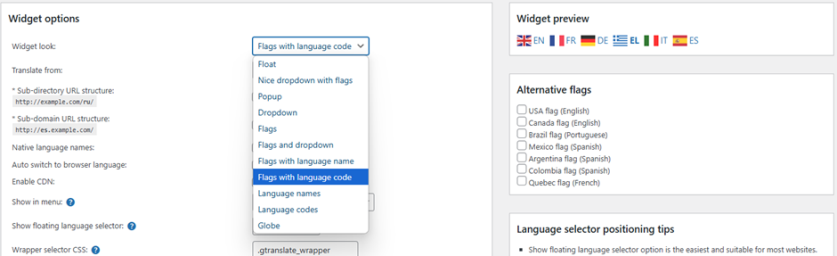 Widget options
Widget look:
Flags with language code
Float
Nice dropdown with flags
Popup
Dropdown
Flags
Flags and dropdown
Flags with language name
Flags with language code
Language names
Language codes
Globe
Translate from:
* Sub-directory URL structure:
http://example.com/ru/
* Sub-domain URL structure:
http://es.example.com/
Native language names:
Auto switch to browser language:
Enable CDN:
Show in menu: ?
Show floating language selector: ?
Wrapper selector CSS: ?
.gtranslate_wrapper
Widget preview
EN FR DE EL IT ES
Alternative flags
USA flag (English)
Canada flag (English)
Brazil flag (Portuguese)
Mexico flag (Spanish)
Argentina flag (Spanish)
Colombia flag (Spanish)
Quebec flag (French)
Language selector positioning tips
▪ Show floating language selector option is the easiest and suitable for most websites.